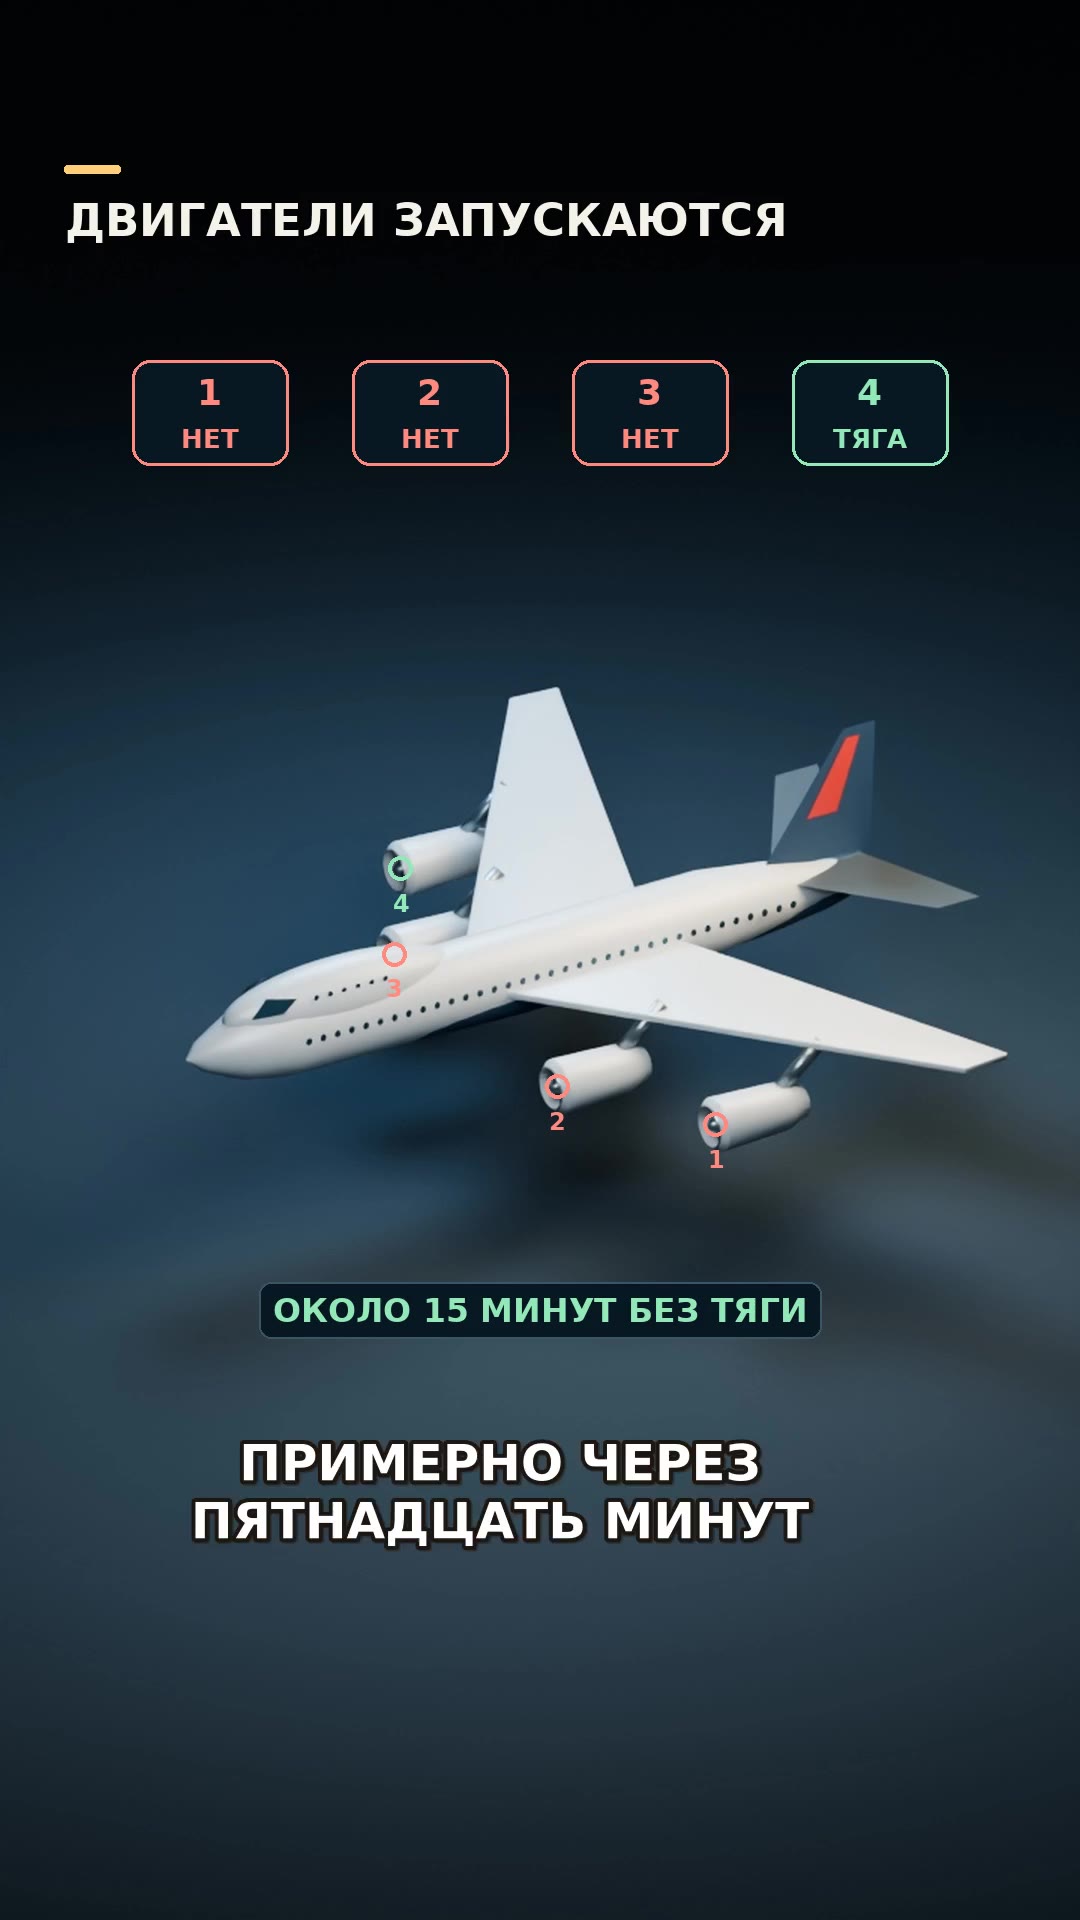 ДВИГАТЕЛИ ЗАПУСКАЮТСЯ
1 2 3 4
НЕТ НЕТ НЕТ ТЯГА
4
3
2
1
ОКОЛО 15 МИНУТ БЕЗ ТЯГИ
ПРИМЕРНО ЧЕРЕЗ
ПЯТНАДЦАТЬ МИНУТ